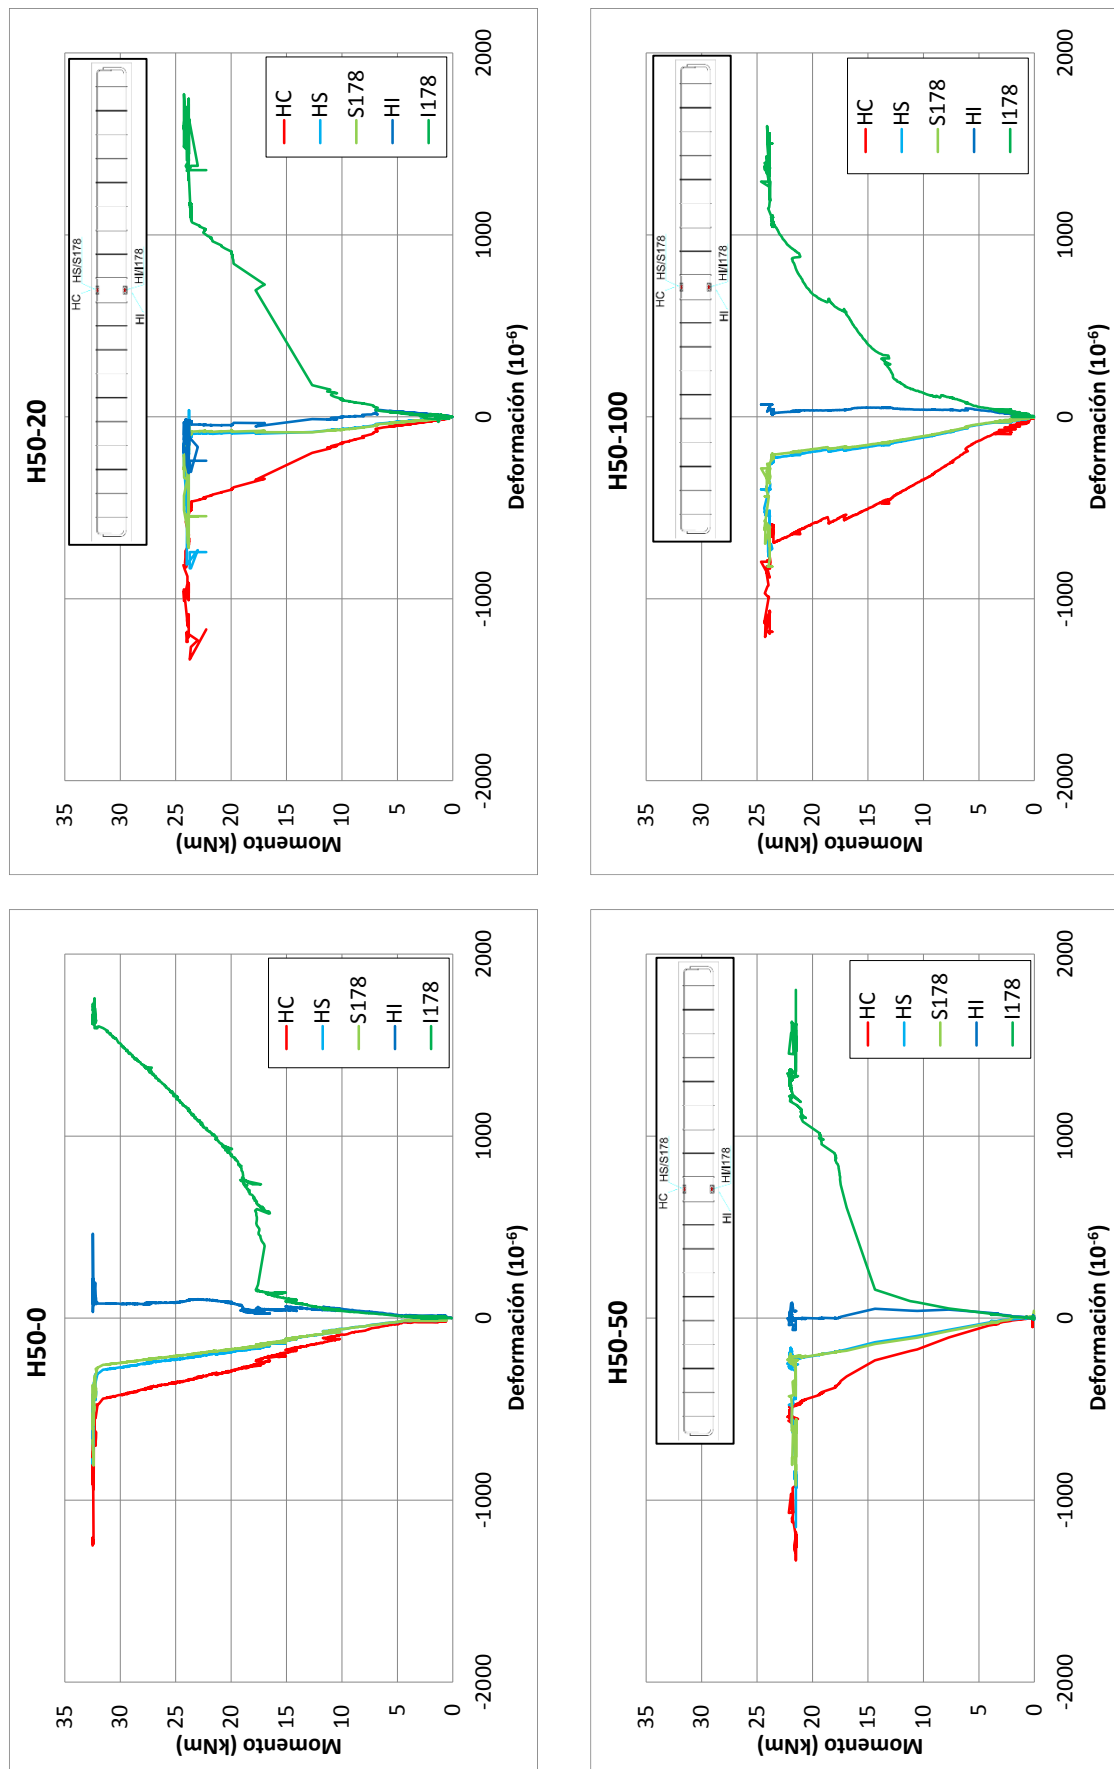 H50-0
35
30
25
20
15
10
5
0
Momento (kNm)
-2000
-1000
0
1000
2000
Deformación (10⁻⁶)
HC
HS
S178
HI
I178
H50-20
35
30
25
20
15
10
5
0
Momento (kNm)
-2000
-1000
0
1000
2000
Deformación (10⁻⁶)
HC HS/S178
HI HI/I178
HC
HS
S178
HI
I178
H50-50
35
30
25
20
15
10
5
0
Momento (kNm)
-2000
-1000
0
1000
2000
Deformación (10⁻⁶)
HC HS/S178
HI HI/I178
HC
HS
S178
HI
I178
H50-100
35
30
25
20
15
10
5
0
Momento (kNm)
-2000
-1000
0
1000
2000
Deformación (10⁻⁶)
HC HS/S178
HI HI/I178
HC
HS
S178
HI
I178